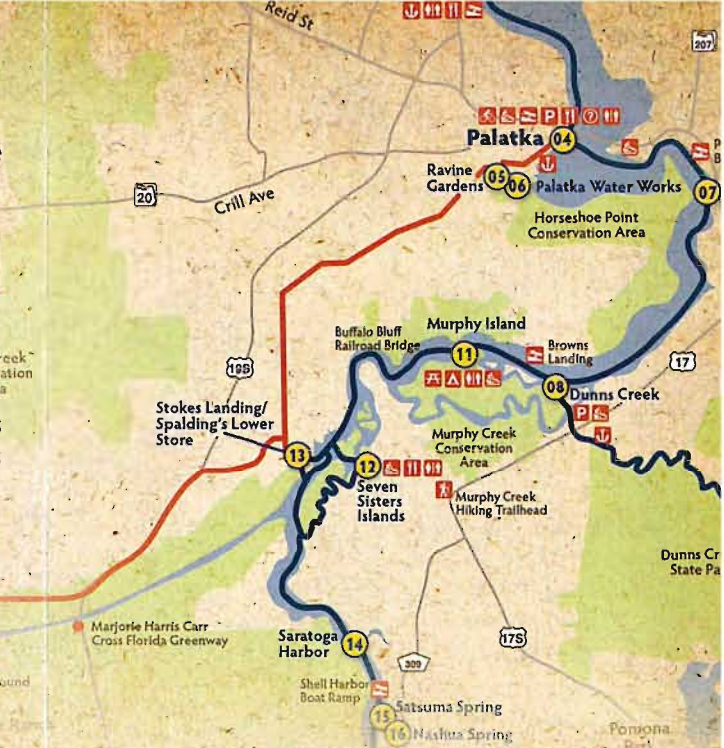 Reid St
207
Palatka 04
Ravine
Gardens
05
06
Palatka Water Works
07
20
Crill Ave
Horseshoe Point
Conservation Area
Murphy Island
11
Buffalo Bluff
Railroad Bridge
Browns
Landing
17
19S
08
Dunns Creek
Stokes Landing/
Spalding's Lower
Store
13
Murphy Creek
Conservation
Area
12
Seven
Sisters
Islands
Murphy Creek
Hiking Trailhead
Dunns Cr
State Pa
Marjorie Harris Carr
Cross Florida Greenway
Saratoga
Harbor
14
309
17S
Shell Harbor
Boat Ramp
15
Satsuma Spring
16
Nashua Spring
Pomona
P
P
?